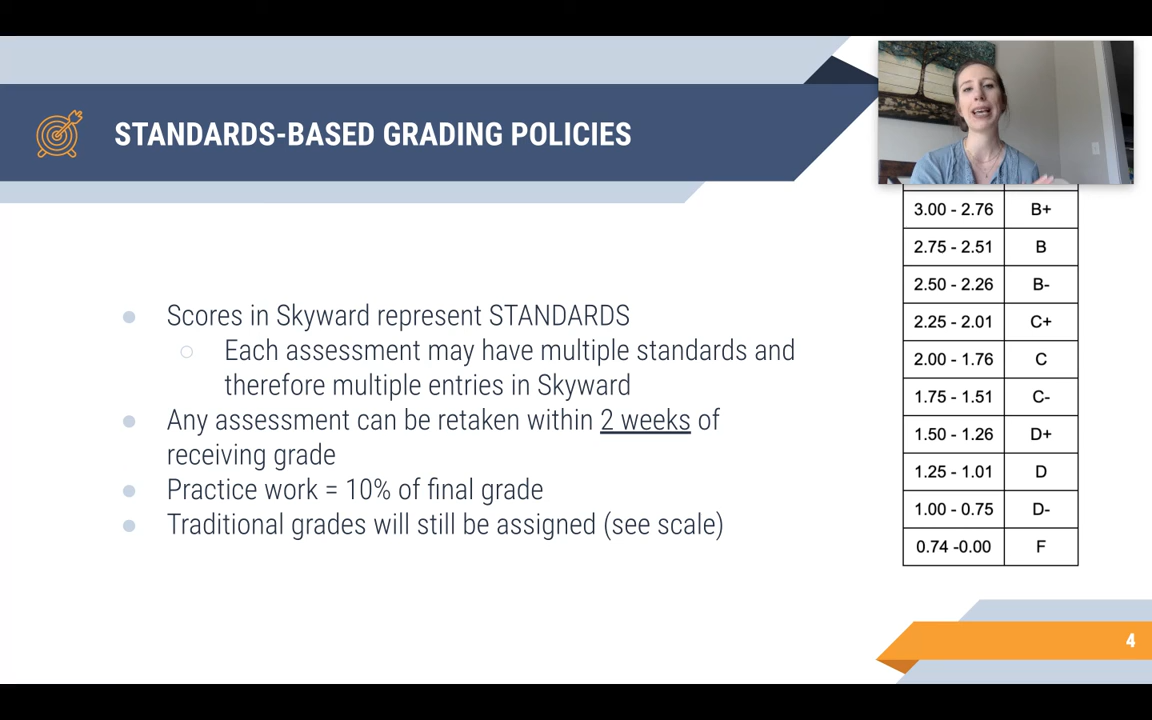 STANDARDS-BASED GRADING POLICIES
Scores in Skyward represent STANDARDS
Each assessment may have multiple standards and
therefore multiple entries in Skyward
Any assessment can be retaken within 2 weeks of
receiving grade
Practice work = 10% of final grade
Traditional grades will still be assigned (see scale)
3.00 - 2.76 B+
2.75 - 2.51 B
2.50 - 2.26 B-
2.25 - 2.01 C+
2.00 - 1.76 C
1.75 - 1.51 C-
1.50 - 1.26 D+
1.25 - 1.01 D
1.00 - 0.75 D-
0.74 -0.00 F
4